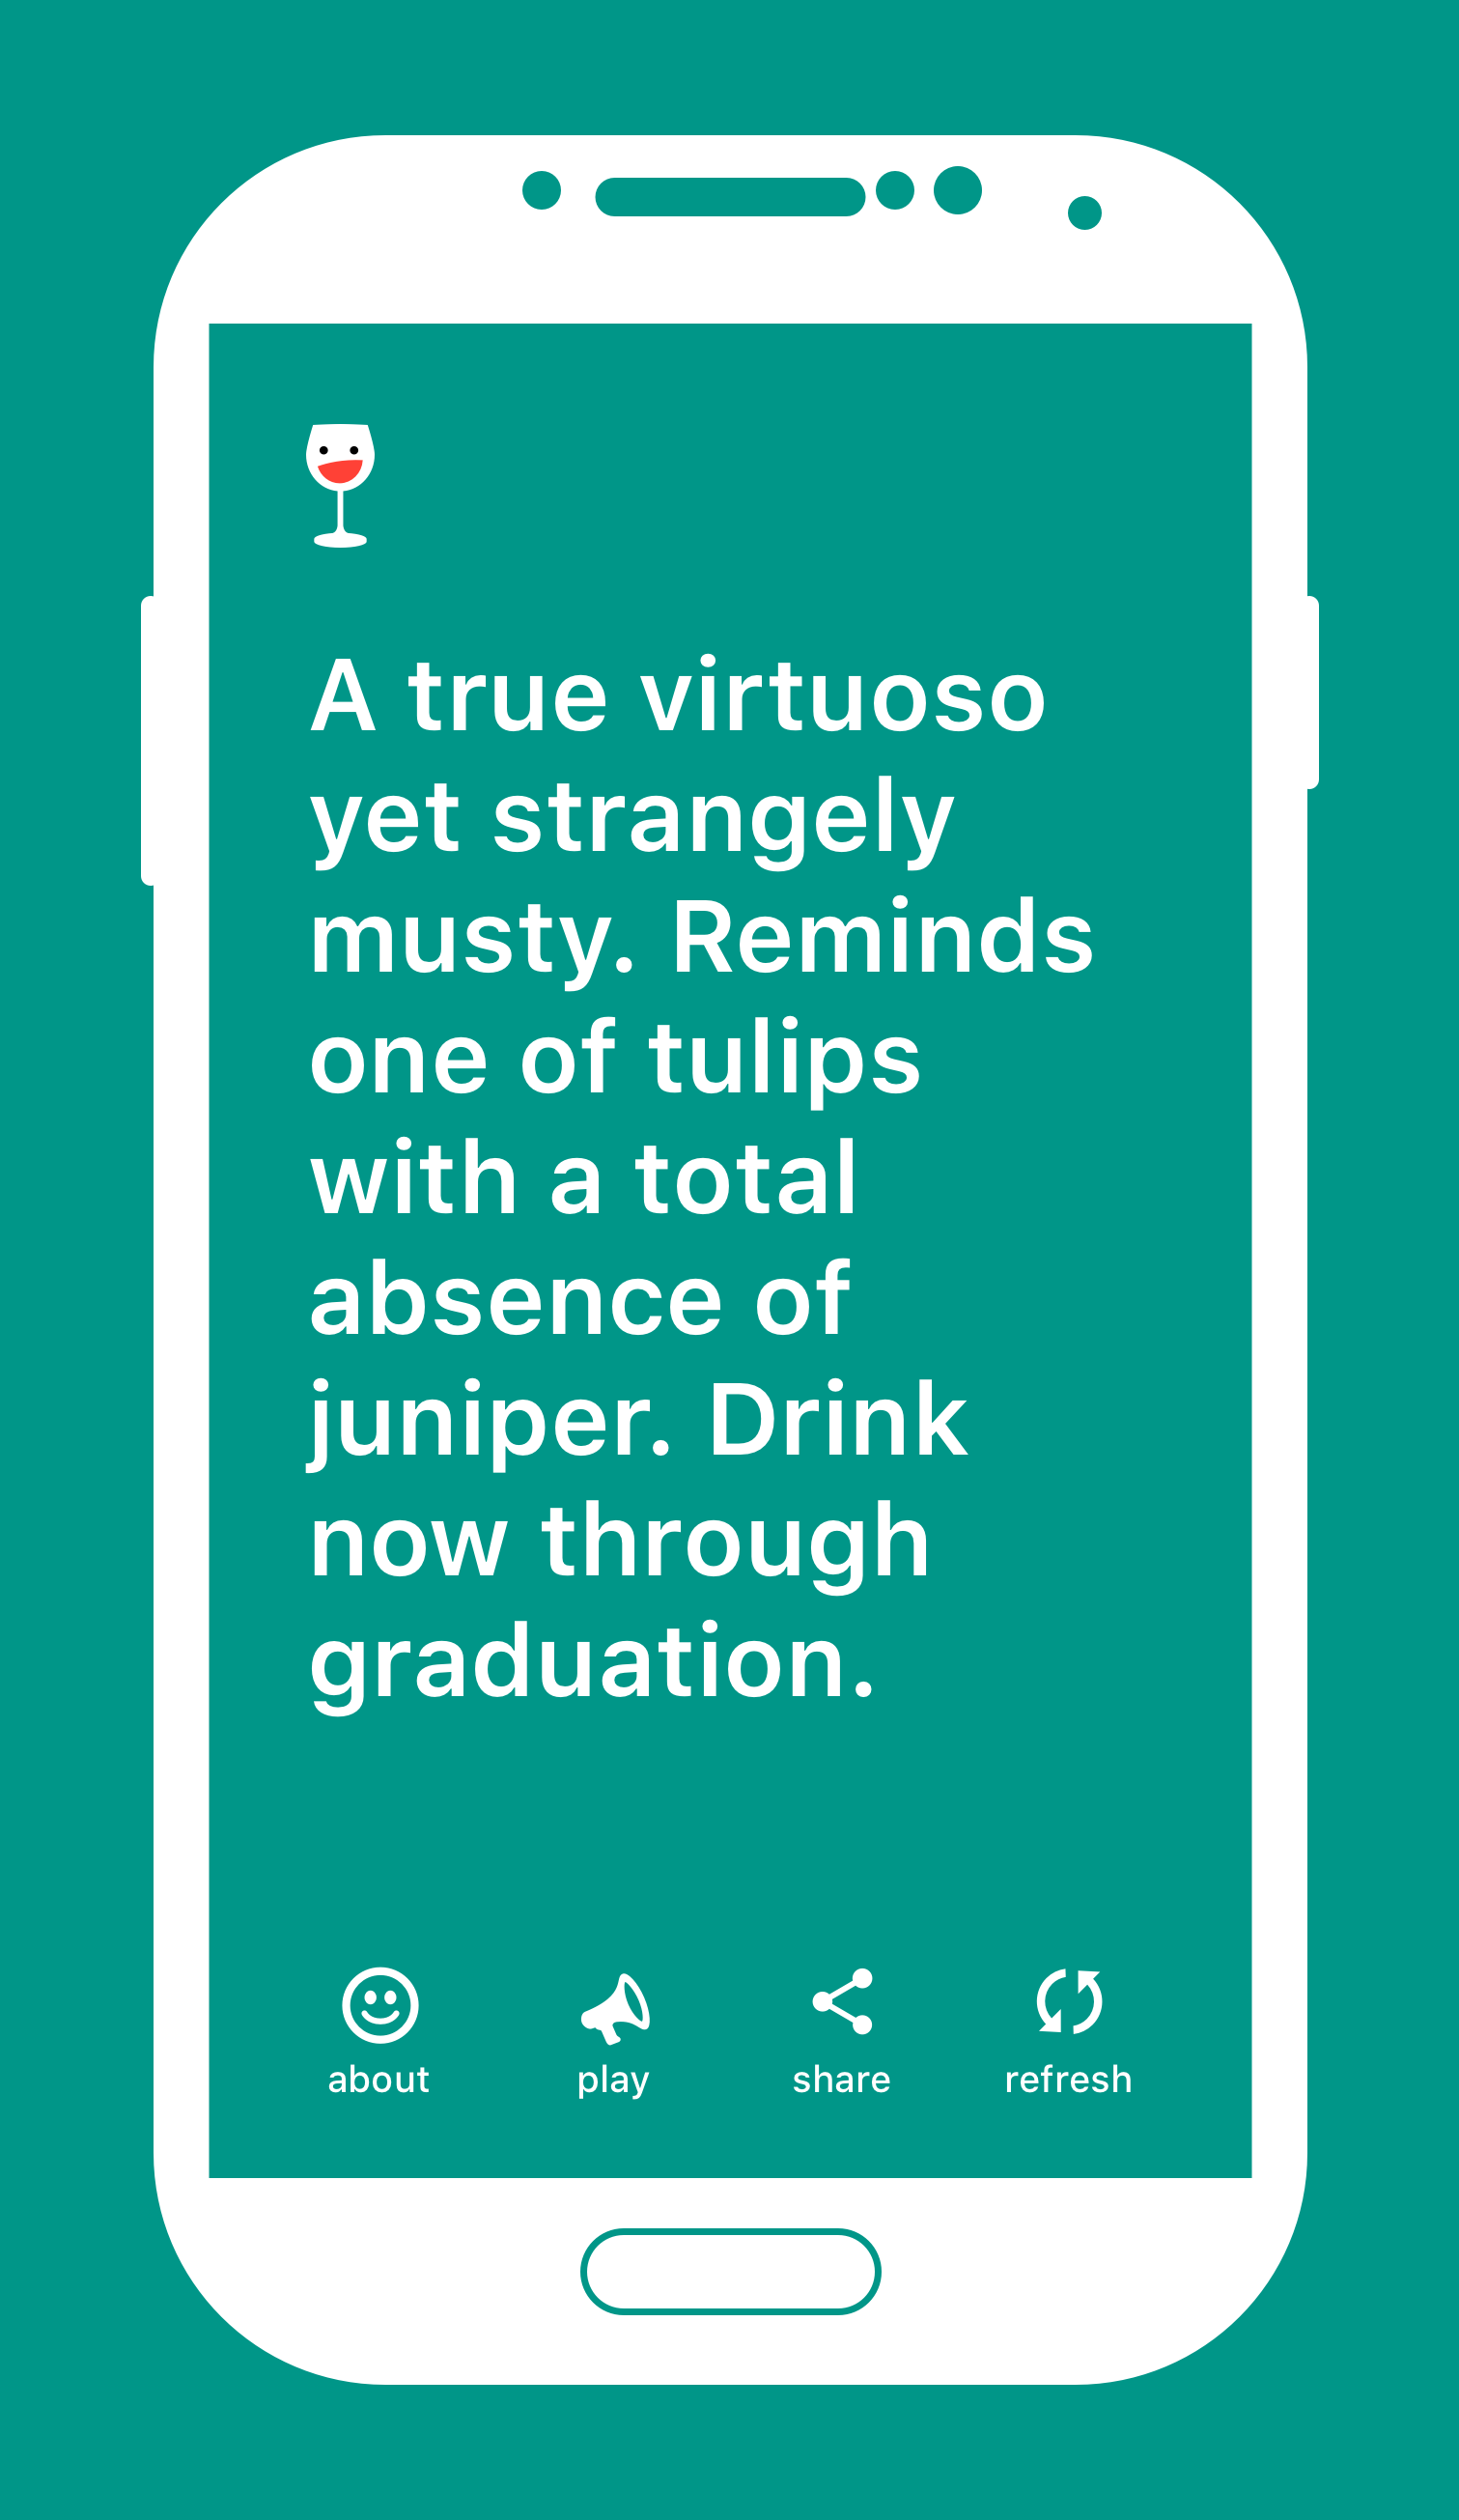 A true virtuoso
yet strangely
musty. Reminds
one of tulips
with a total
absence of
juniper. Drink
now through
graduation.
about
play
share
refresh